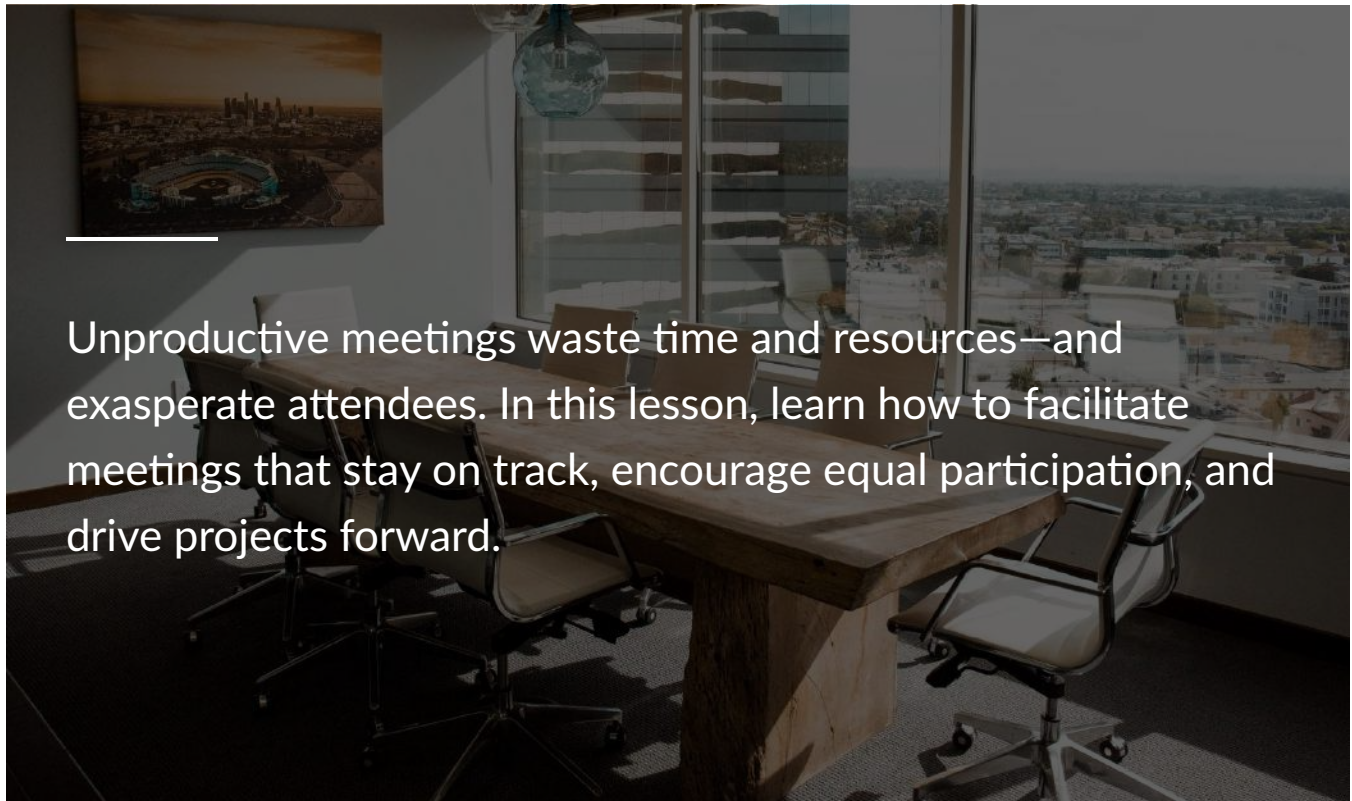 Unproductive meetings waste time and resources—and
exasperate attendees. In this lesson, learn how to facilitate
meetings that stay on track, encourage equal participation, and
drive projects forward.